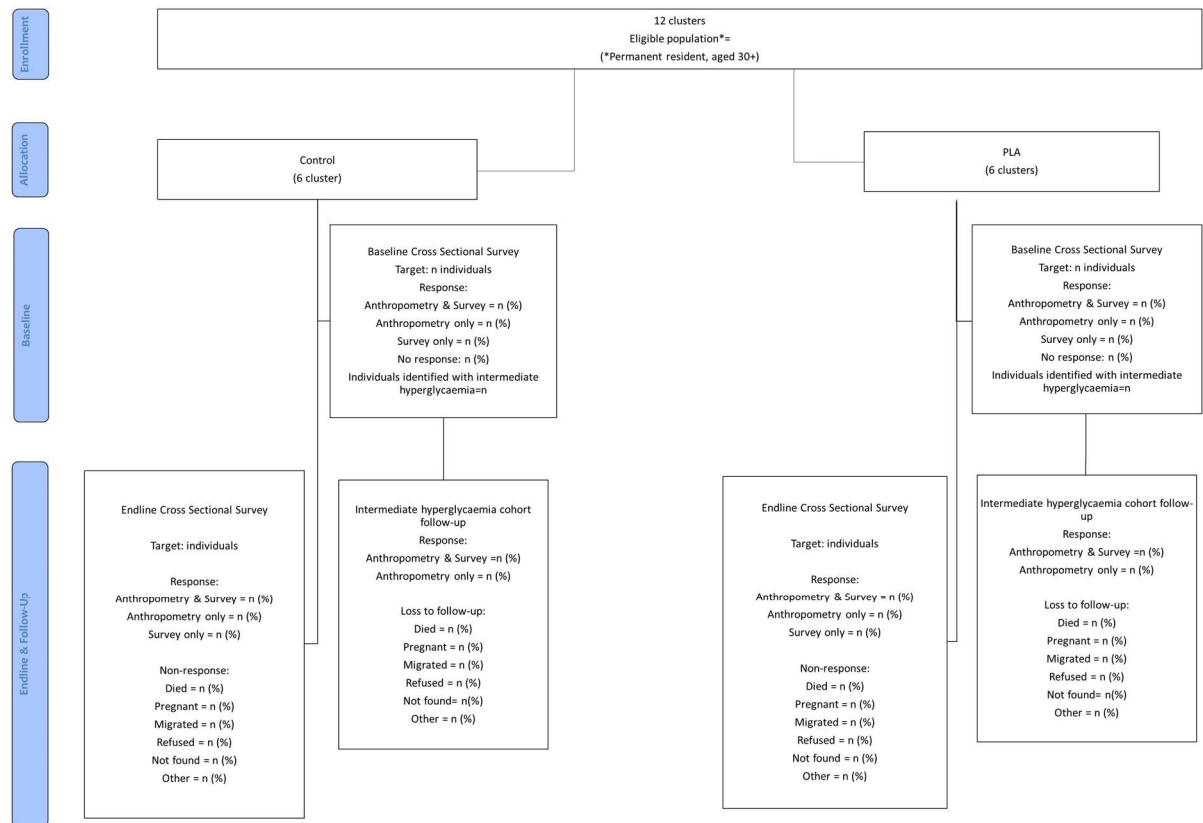 Enrollment
12 clusters
Eligible population*=
(*Permanent resident, aged 30+)
Allocation
Control
(6 cluster)
PLA
(6 clusters)
Baseline
Baseline Cross Sectional Survey
Target: n individuals
Response:
Anthropometry & Survey = n (%)
Anthropometry only = n (%)
Survey only = n (%)
No response: n (%)
Individuals identified with intermediate
hyperglycaemia=n
Baseline Cross Sectional Survey
Target: n individuals
Response:
Anthropometry & Survey = n (%)
Anthropometry only = n (%)
Survey only = n (%)
No response: n (%)
Individuals identified with intermediate
hyperglycaemia=n
Endline & Follow-Up
Endline Cross Sectional Survey
Target: individuals
Response:
Anthropometry & Survey = n (%)
Anthropometry only = n (%)
Survey only = n (%)
Non-response:
Died = n (%)
Pregnant = n (%)
Migrated = n (%)
Refused = n (%)
Not found = n (%)
Other = n (%)
Intermediate hyperglycaemia cohort
follow-up
Response:
Anthropometry & Survey =n (%)
Anthropometry only = n (%)
Loss to follow-up:
Died = n (%)
Pregnant = n (%)
Migrated = n (%)
Refused = n (%)
Not found= n(%)
Other = n (%)
Endline Cross Sectional Survey
Target: individuals
Response:
Anthropometry & Survey = n (%)
Anthropometry only = n (%)
Survey only = n (%)
Non-response:
Died = n (%)
Pregnant = n (%)
Migrated = n (%)
Refused = n (%)
Not found = n (%)
Other = n (%)
Intermediate hyperglycaemia cohort follow-
up
Response:
Anthropometry & Survey =n (%)
Anthropometry only = n (%)
Loss to follow-up:
Died = n (%)
Pregnant = n (%)
Migrated = n (%)
Refused = n (%)
Not found= n(%)
Other = n (%)